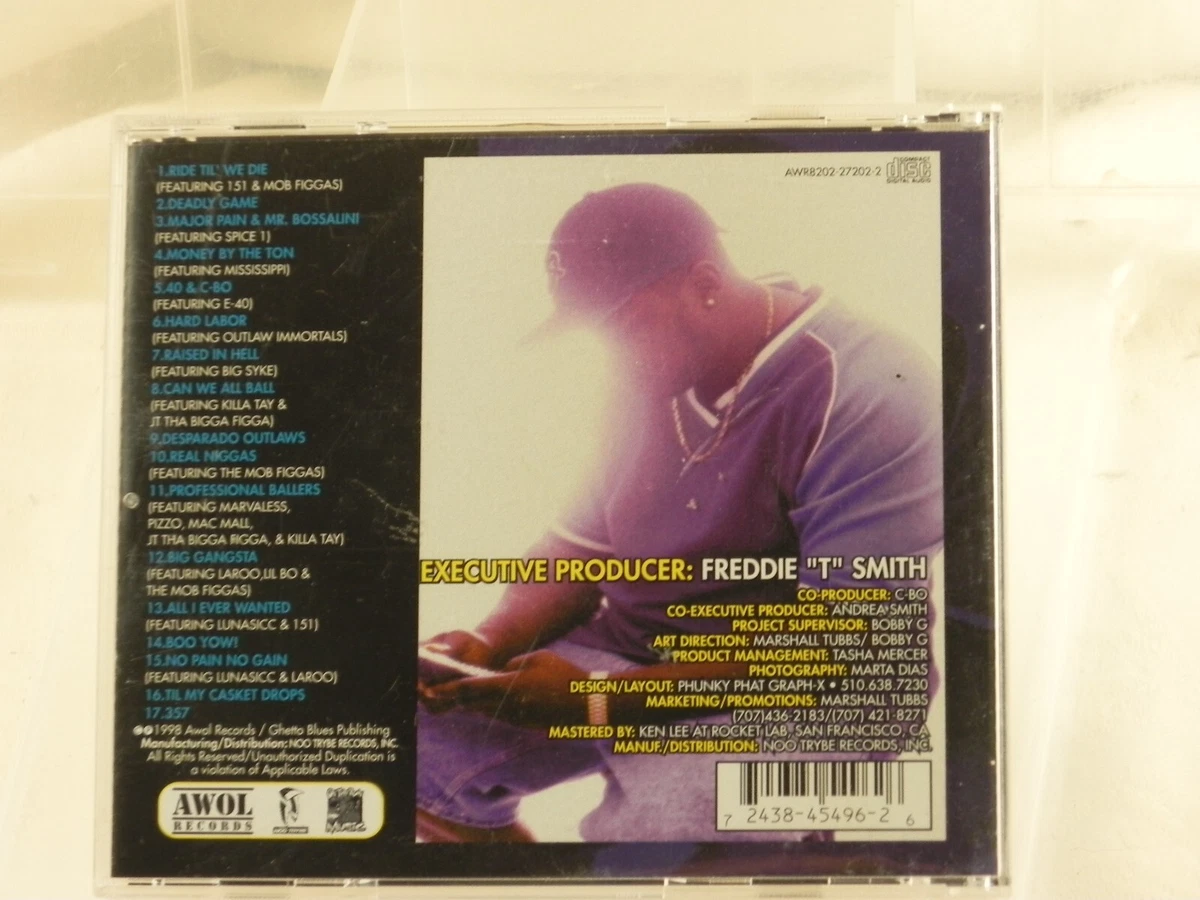 1.RIDE TIL' WE DIE
(FEATURING 151 & MOB FIGGAS)
2.DEADLY GAME
3.MAJOR PAIN & MR. BOSSALINI
(FEATURING SPICE 1)
4.MONEY BY THE TON
(FEATURING MISSISSIPPI)
5.40 & C-BO
(FEATURING E-40)
6.HARD LABOR
(FEATURING OUTLAW IMMORTALS)
7.RAISED IN HELL
(FEATURING BIG SYKE)
8.CAN WE ALL BALL
(FEATURING KILLA TAY &
JT THA BIGGA FIGGA)
9.DESPARADO OUTLAWS
10.REAL NIGGAS
(FEATURING THE MOB FIGGAS)
11.PROFESSIONAL BALLERS
(FEATURING MARVALESS,
PIZZO, MAC MALL,
JT THA BIGGA FIGGA, & KILLA TAY)
12.BIG GANGSTA
(FEATURING LAROO,LIL BO &
THE MOB FIGGAS)
13.ALL I EVER WANTED
(FEATURING LUNASICC & 151)
14.BOO YOW!
15.NO PAIN NO GAIN
(FEATURING LUNASICC & LAROO)
16.TIL MY CASKET DROPS
17.357
©1998 Awol Records / Ghetto Blues Publishing
Manufacturing/Distribution: NOO TRYBE RECORDS, INC.
All Rights Reserved/Unauthorized Duplication is
a violation of Applicable Laws.
AWOL
RECORDS
AWR8202-27202-2
COMPACT
disc
DIGITAL AUDIO
EXECUTIVE PRODUCER: FREDDIE "T" SMITH
CO-PRODUCER: C-BO
CO-EXECUTIVE PRODUCER: ANDREA SMITH
PROJECT SUPERVISOR: BOBBY G
ART DIRECTION: MARSHALL TUBBS/ BOBBY G
PRODUCT MANAGEMENT: TASHA MERCER
PHOTOGRAPHY: MARTA DIAS
DESIGN/LAYOUT: PHUNKY PHAT GRAPH-X • 510.638.7230
MARKETING/PROMOTIONS: MARSHALL TUBBS
(707)436-2183/(707) 421-8271
MASTERED BY: KEN LEE AT ROCKET LAB, SAN FRANCISCO, CA
MANUF./DISTRIBUTION: NOO TRYBE RECORDS, INC.
7 2438-45496-2 6